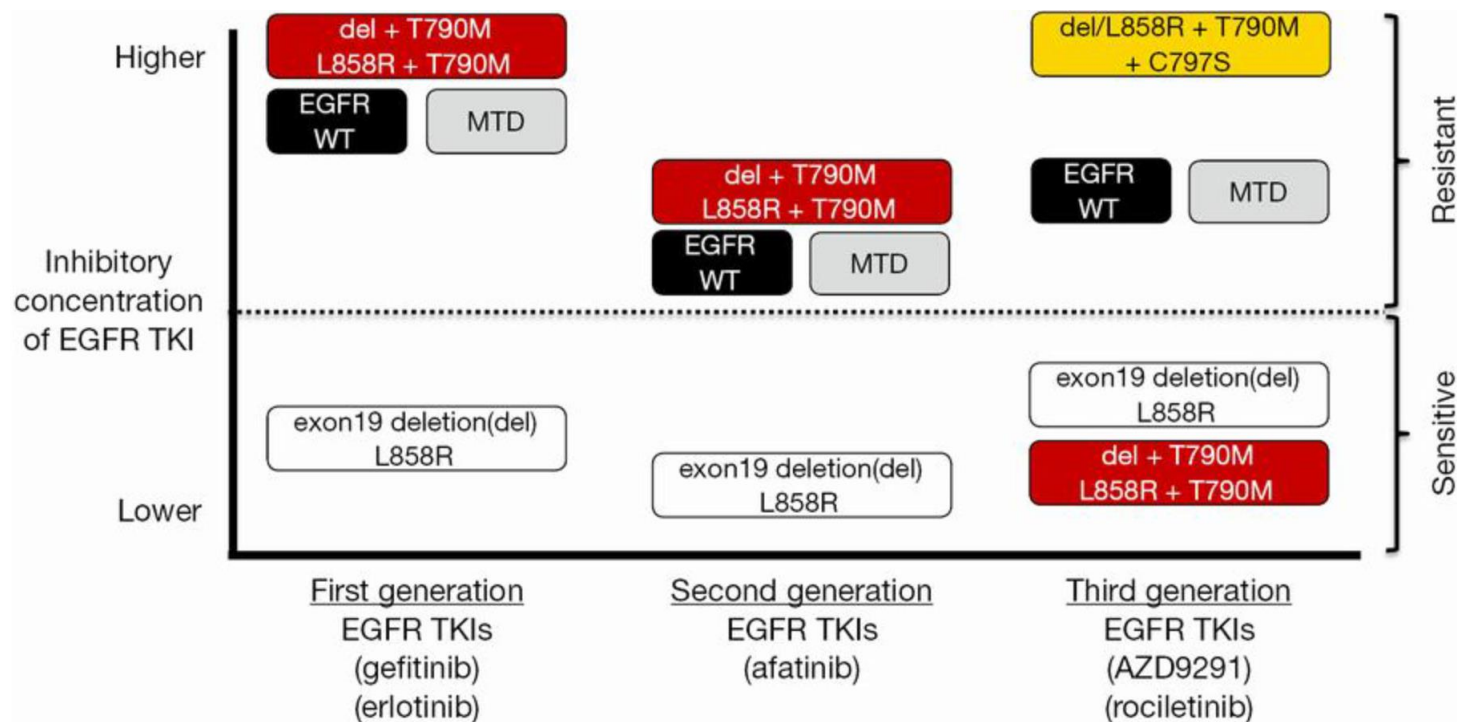 Higher
Inhibitory
concentration
of EGFR TKI
Lower
del + T790M
L858R + T790M
EGFR
WT
MTD
exon19 deletion(del)
L858R
del + T790M
L858R + T790M
EGFR
WT
MTD
exon19 deletion(del)
L858R
del/L858R + T790M
+ C797S
EGFR
WT
MTD
exon19 deletion(del)
L858R
del + T790M
L858R + T790M
Resistant
Sensitive
First generation
EGFR TKIs
(gefitinib)
(erlotinib)
Second generation
EGFR TKIs
(afatinib)
Third generation
EGFR TKIs
(AZD9291)
(rociletinib)